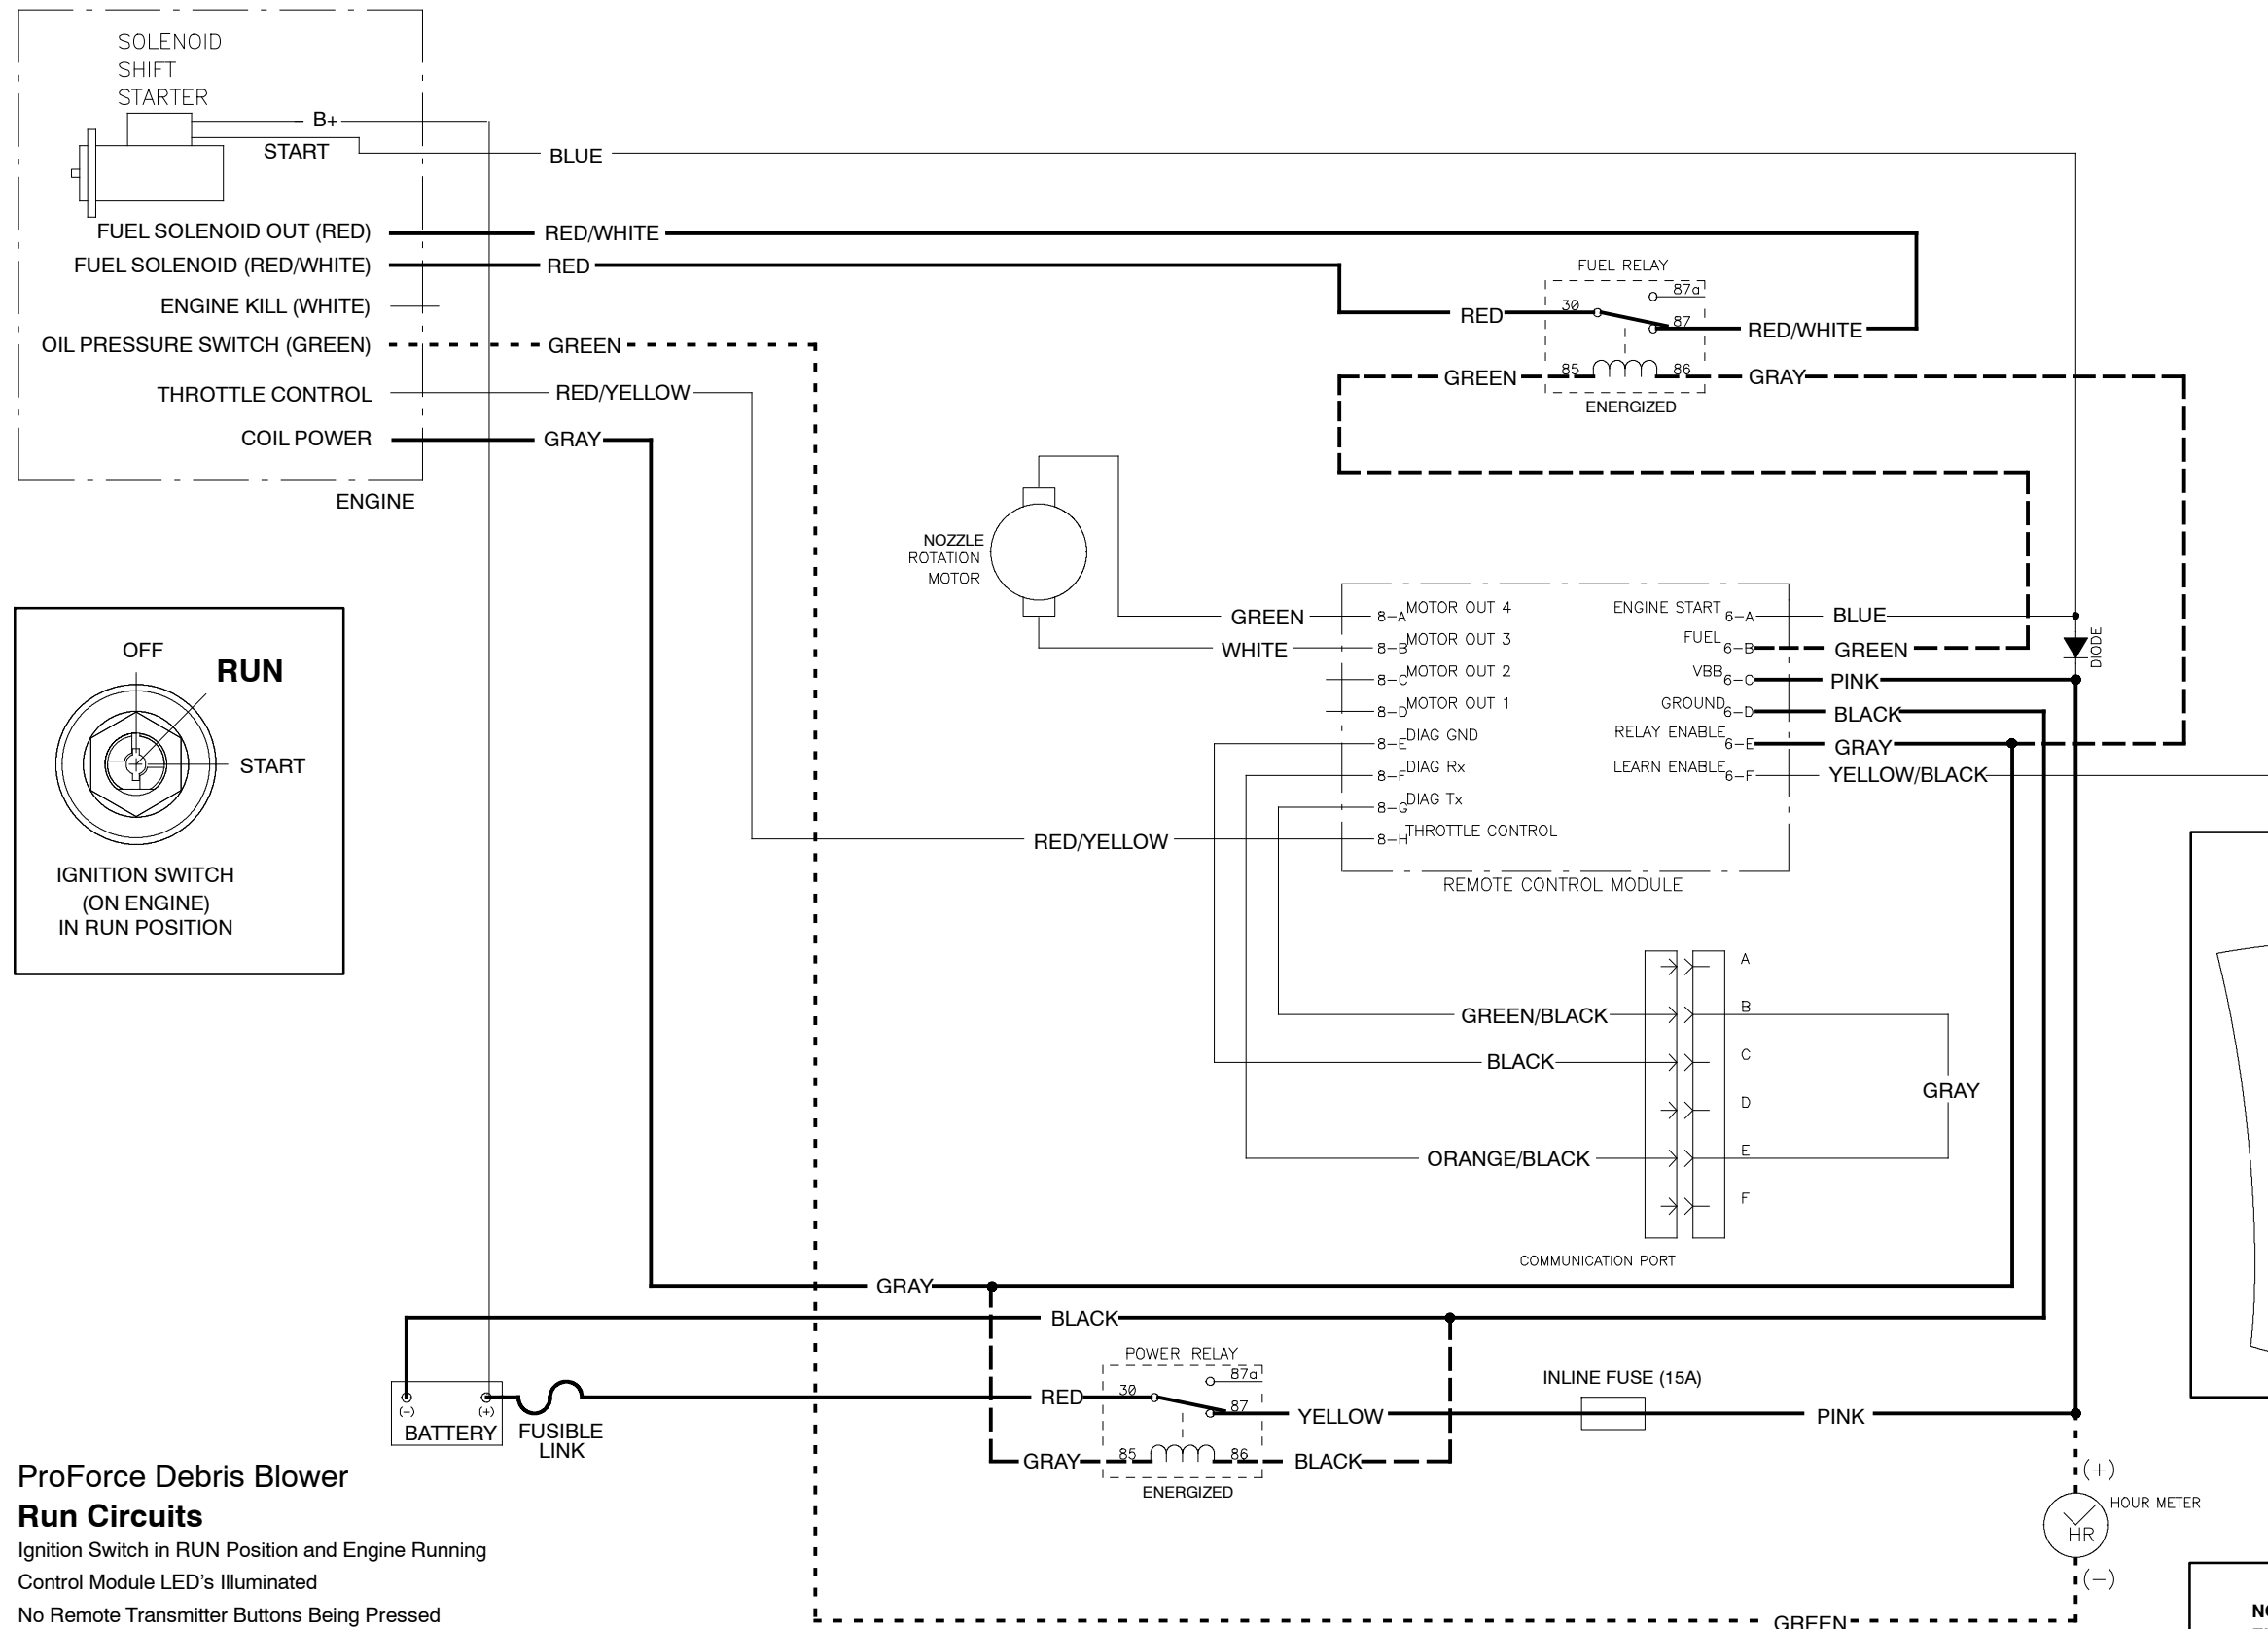 SOLENOID
SHIFT
STARTER
B+
START
BLUE
FUEL SOLENOID OUT (RED)
RED/WHITE
FUEL SOLENOID (RED/WHITE)
RED
ENGINE KILL (WHITE)
OIL PRESSURE SWITCH (GREEN)
GREEN
THROTTLE CONTROL
RED/YELLOW
COIL POWER
GRAY
ENGINE
FUEL RELAY
87a
30
RED
87
RED/WHITE
GREEN
85
86
GRAY
ENERGIZED
NOZZLE
ROTATION
MOTOR
GREEN
WHITE
8-A
MOTOR OUT 4
8-B
MOTOR OUT 3
8-C
MOTOR OUT 2
8-D
MOTOR OUT 1
8-E
DIAG GND
8-F
DIAG Rx
8-G
DIAG Tx
8-H
THROTTLE CONTROL
RED/YELLOW
ENGINE START
6-A
BLUE
FUEL
6-B
GREEN
VBB
6-C
PINK
GROUND
6-D
BLACK
RELAY ENABLE
6-E
GRAY
LEARN ENABLE
6-F
YELLOW/BLACK
DIODE
REMOTE CONTROL MODULE
OFF
RUN
START
IGNITION SWITCH
(ON ENGINE)
IN RUN POSITION
A
B
C
D
E
F
GREEN/BLACK
BLACK
ORANGE/BLACK
GRAY
COMMUNICATION PORT
GRAY
BLACK
POWER RELAY
87a
30
RED
87
YELLOW
INLINE FUSE (15A)
PINK
GRAY
85
86
BLACK
ENERGIZED
(-)
(+)
BATTERY
FUSIBLE
LINK
(+)
HOUR METER
HR
(-)
GREEN
ProForce Debris Blower
Run Circuits
Ignition Switch in RUN Position and Engine Running
Control Module LED's Illuminated
No Remote Transmitter Buttons Being Pressed